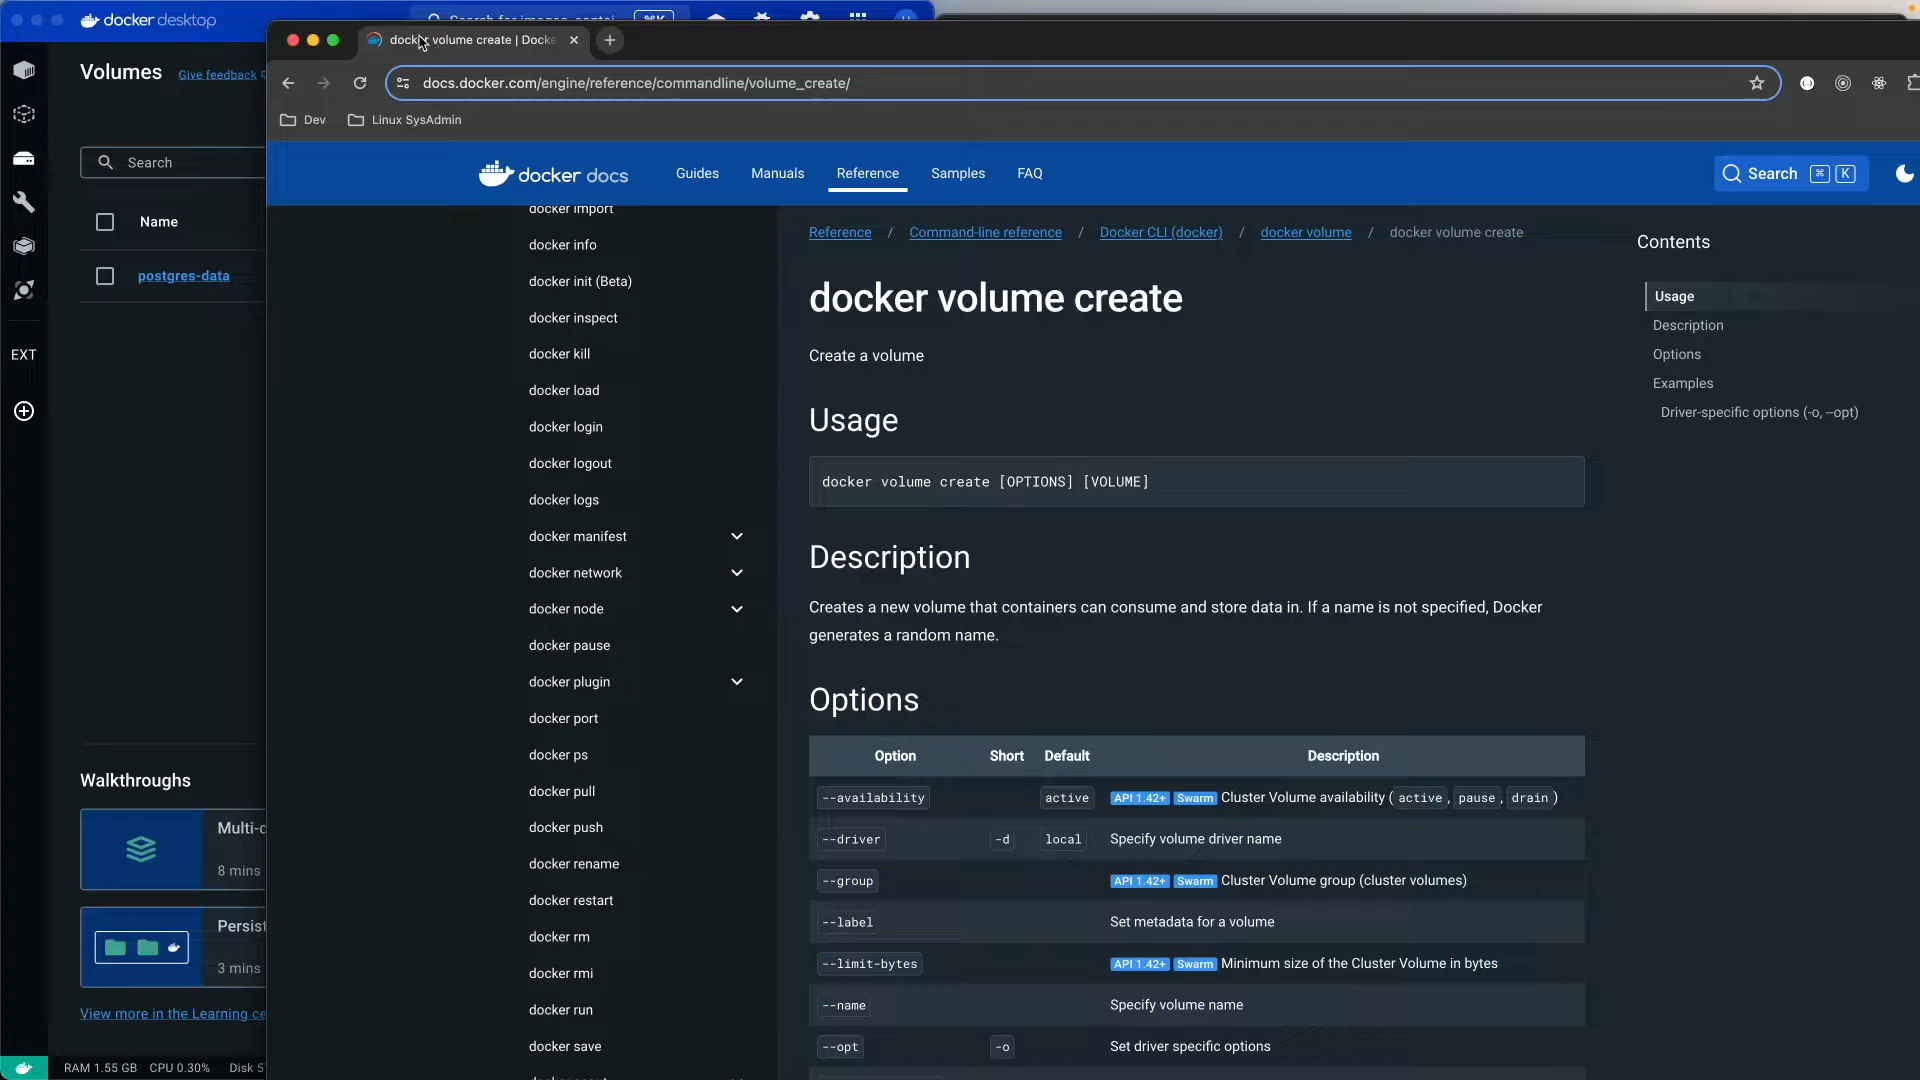 docker desktop
Search for images, contai
⌘K
Volumes
Give feedback
Search
Name
postgres-data
EXT
Walkthroughs
Multi-c
8 mins
Persist
3 mins
View more in the Learning ce
RAM 1.55 GB CPU 0.30% Disk 5
docker volume create | Docke
docs.docker.com/engine/reference/commandline/volume_create/
Dev
Linux SysAdmin
docker docs
Guides
Manuals
Reference
Samples
FAQ
Search ⌘ K
docker import
docker info
docker init (Beta)
docker inspect
docker kill
docker load
docker login
docker logout
docker logs
docker manifest
docker network
docker node
docker pause
docker plugin
docker port
docker ps
docker pull
docker push
docker rename
docker restart
docker rm
docker rmi
docker run
docker save
Reference / Command-line reference / Docker CLI (docker) / docker volume / docker volume create
docker volume create
Create a volume
Usage
docker volume create [OPTIONS] [VOLUME]
Description
Creates a new volume that containers can consume and store data in. If a name is not specified, Docker
generates a random name.
Options
Option Short Default Description
--availability active API 1.42+ Swarm Cluster Volume availability (active, pause, drain)
--driver -d local Specify volume driver name
--group API 1.42+ Swarm Cluster Volume group (cluster volumes)
--label Set metadata for a volume
--limit-bytes API 1.42+ Swarm Minimum size of the Cluster Volume in bytes
--name Specify volume name
--opt -o Set driver specific options
Contents
Usage
Description
Options
Examples
Driver-specific options (-o, --opt)